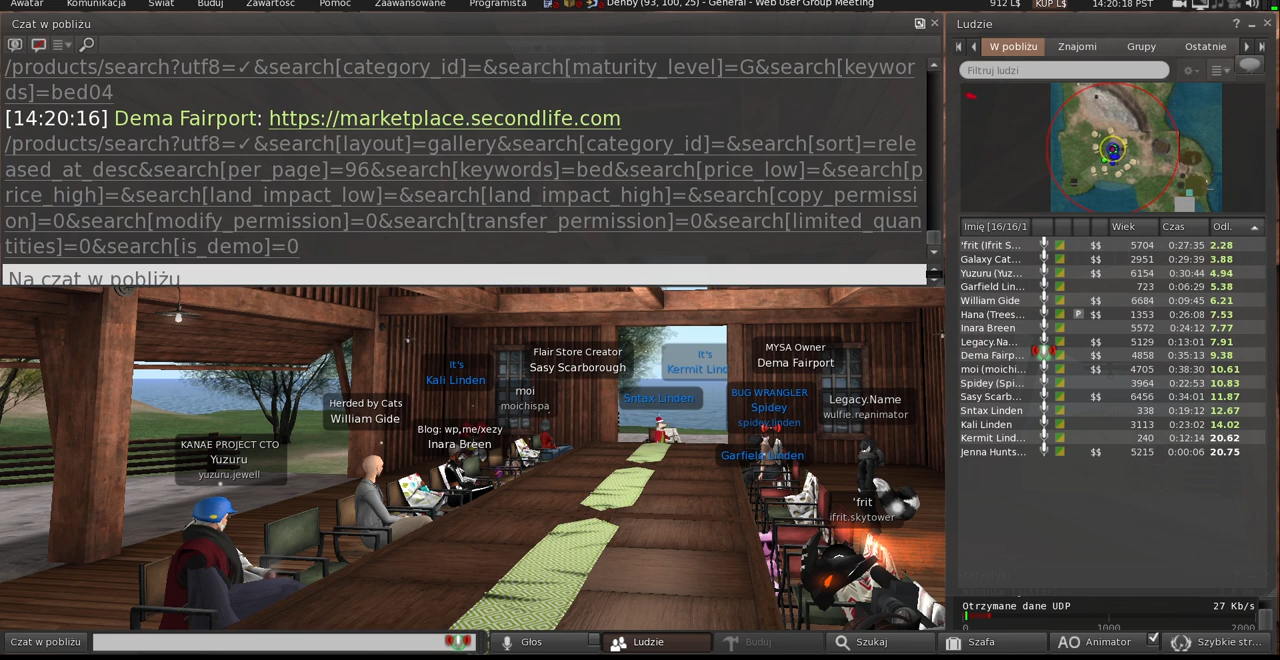 Awatar Komunikacja Świat Buduj Zawartość Pomoc Zaawansowane Programista Denby (93, 100, 25) - General - Web User Group Meeting 912 L$ KUP L$ 14:20:18 PST
Czat w pobliżu
/products/search?utf8=✓&search[category_id]=&search[maturity_level]=G&search[keywor
ds]=bed04
[14:20:16] Dema Fairport: https://marketplace.secondlife.com
/products/search?utf8=✓&search[layout]=gallery&search[category_id]=&search[sort]=rele
ased_at_desc&search[per_page]=96&search[keywords]=bed&search[price_low]=&search[p
rice_high]=&search[land_impact_low]=&search[land_impact_high]=&search[copy_permissi
on]=0&search[modify_permission]=0&search[transfer_permission]=0&search[limited_quan
tities]=0&search[is_demo]=0
Na czat w pobliżu
It's
Kali Linden
Flair Store Creator
Sasy Scarborough
It's
Kermit Lind
MYSA Owner
Dema Fairport
moi
moichispa
Sntax Linden
BUG WRANGLER
Spidey
spidey.linden
Legacy.Name
wulfie.reanimator
Herded by Cats
William Gide
Blog: wp,me/xezy
Inara Breen
Garfield Linden
KANAE PROJECT CTO
Yuzuru
yuzuru.jewell
'frit
ifrit.skytower
Ludzie
W pobliżu Znajomi Grupy Ostatnie
Filtruj ludzi
Imię [16/16/1 Wiek Czas Odl.
'frit (Ifrit S... $$ 5704 0:27:35 2.28
Galaxy Cat... $$ 2951 0:29:39 3.88
Yuzuru (Yuz... $$ 6154 0:30:44 4.94
Garfield Lin... 723 0:06:29 5.38
William Gide $$ 6684 0:09:45 6.21
Hana (Trees... P $$ 1353 0:26:08 7.53
Inara Breen 5572 0:24:12 7.77
Legacy.Na... $$ 5129 0:13:01 7.91
Dema Fairp... $$ 4858 0:35:13 9.38
moi (moichi... $$ 4705 0:38:30 10.61
Spidey (Spi... 3964 0:22:53 10.83
Sasy Scarb... $$ 6456 0:34:01 11.87
Sntax Linden 338 0:19:12 12.67
Kali Linden 3113 0:23:02 14.02
Kermit Lind... 240 0:12:14 20.62
Jenna Hunts... $$ 5215 0:00:06 20.75
Otrzymane dane UDP 27 Kb/s
0 1000 2000
Czat w pobliżu Głos Ludzie Buduj Szukaj Szafa AO Animator Szybkie str...